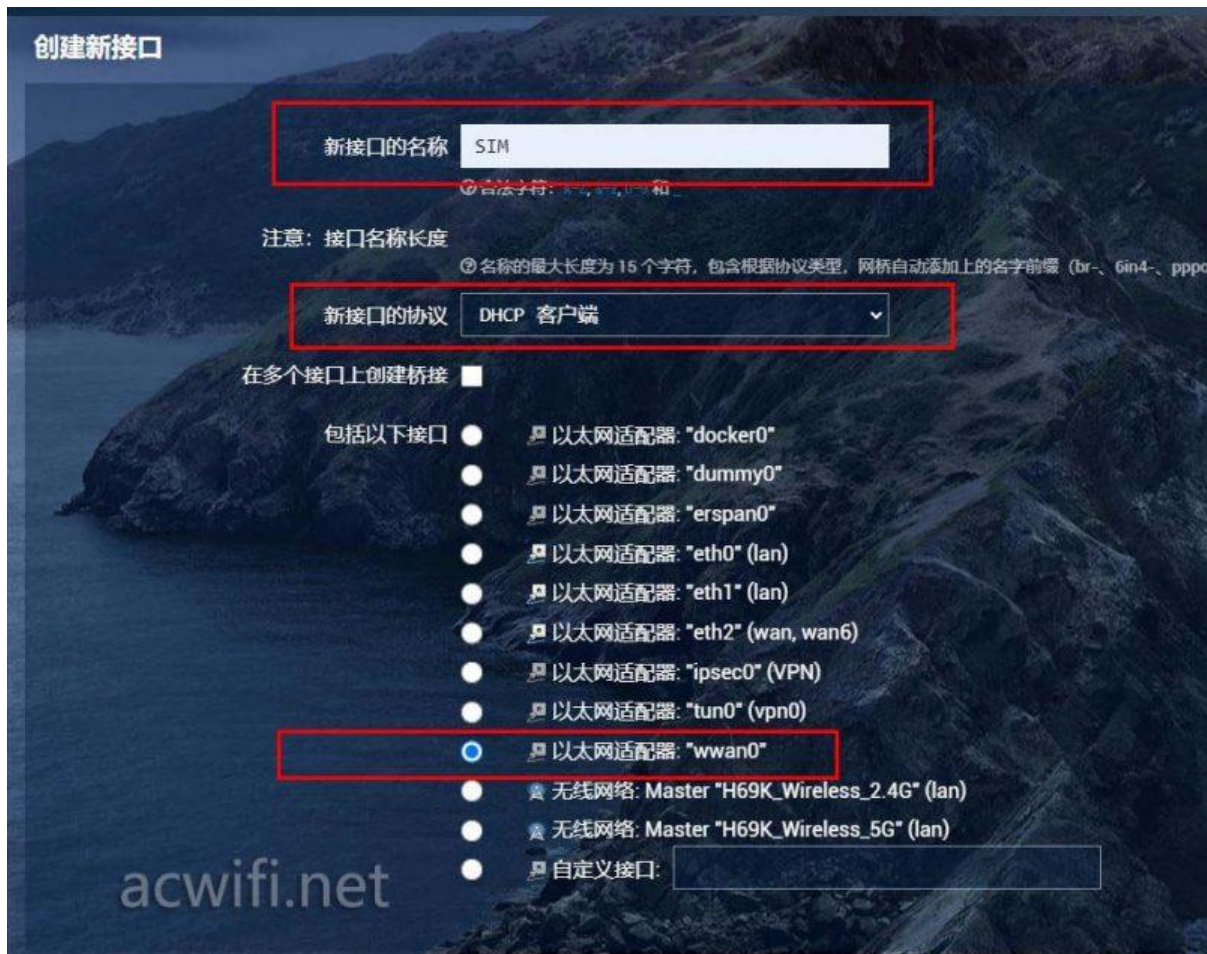 创建新接口
新接口的名称 SIM
合法字符: 和 _
注意：接口名称长度
名称的最大长度为 15 个字符，包含根据协议类型，网桥自动添加上的名字前缀（br-、6in4-、pppo
新接口的协议 DHCP 客户端
在多个接口上创建桥接
包括以下接口 以太网适配器: "docker0"
以太网适配器: "dummy0"
以太网适配器: "erspan0"
以太网适配器: "eth0" (lan)
以太网适配器: "eth1" (lan)
以太网适配器: "eth2" (wan, wan6)
以太网适配器: "ipsec0" (VPN)
以太网适配器: "tun0" (vpn0)
以太网适配器: "wwan0"
无线网络: Master "H69K_Wireless_2.4G" (lan)
无线网络: Master "H69K_Wireless_5G" (lan)
自定义接口:
acwifi.net